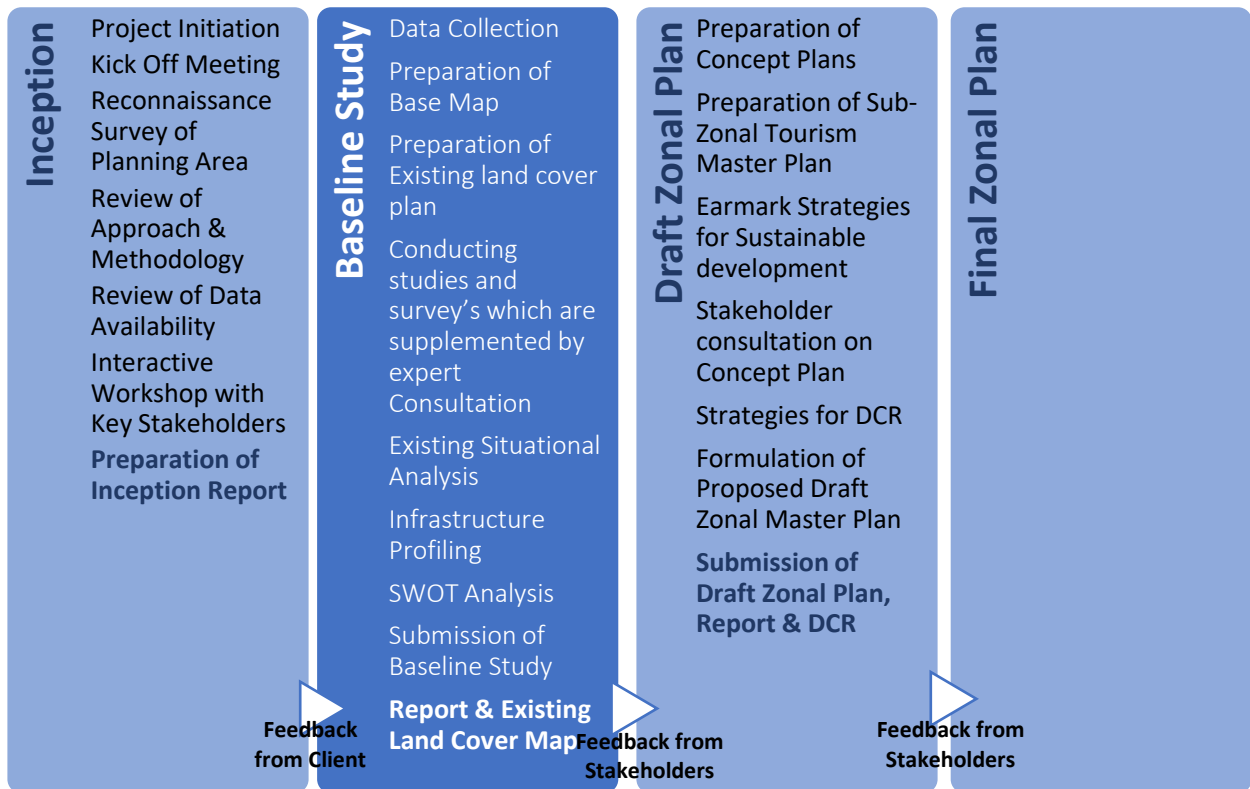 Inception
Project Initiation
Kick Off Meeting
Reconnaissance
Survey of
Planning Area
Review of
Approach &
Methodology
Review of Data
Availability
Interactive
Workshop with
Key Stakeholders
Preparation of
Inception Report
Feedback
from Client
Baseline Study
Data Collection
Preparation of
Base Map
Preparation of
Existing land cover
plan
Conducting
studies and
survey’s which are
supplemented by
expert
Consultation
Existing Situational
Analysis
Infrastructure
Profiling
SWOT Analysis
Submission of
Baseline Study
Report & Existing
Land Cover Map
Feedback from
Stakeholders
Draft Zonal Plan
Preparation of
Concept Plans
Preparation of Sub-
Zonal Tourism
Master Plan
Earmark Strategies
for Sustainable
development
Stakeholder
consultation on
Concept Plan
Strategies for DCR
Formulation of
Proposed Draft
Zonal Master Plan
Submission of
Draft Zonal Plan,
Report & DCR
Feedback from
Stakeholders
Final Zonal Plan